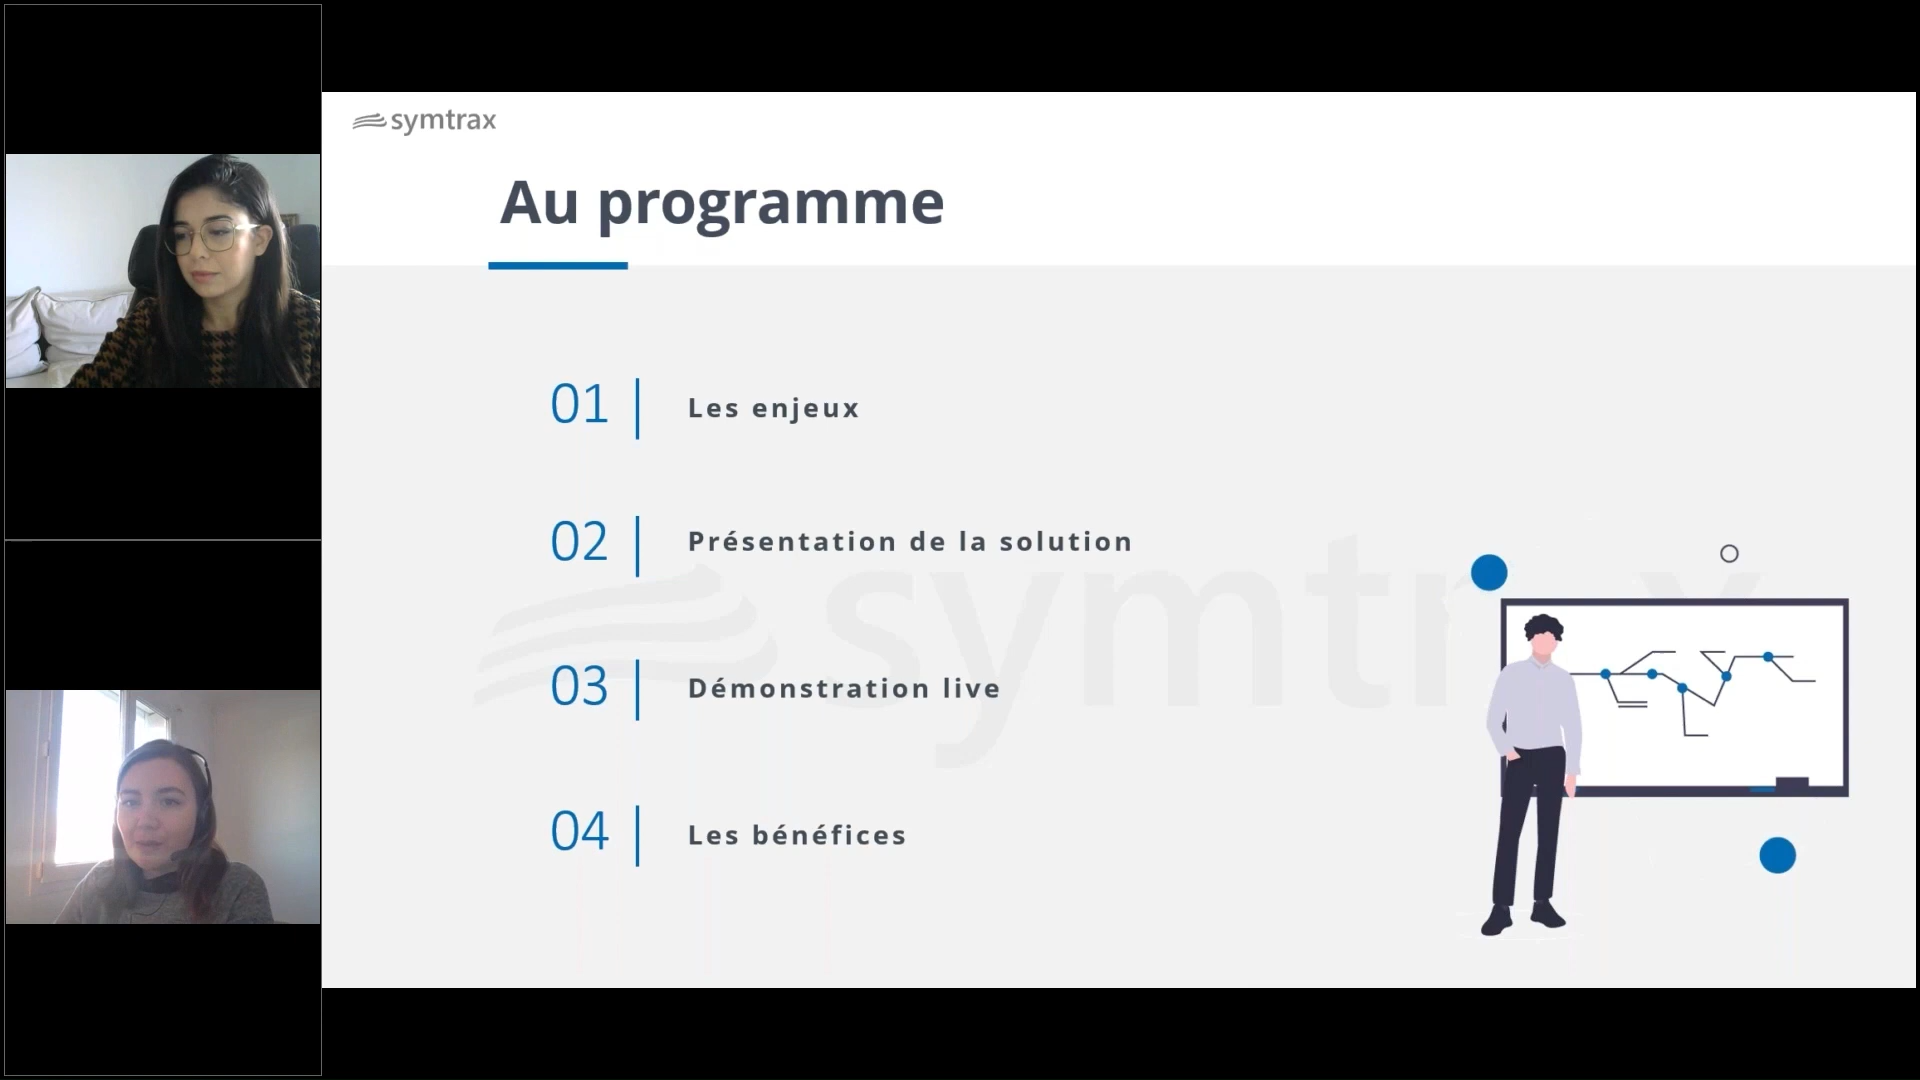 symtrax
Au programme
01
Les enjeux
02
Présentation de la solution
03
Démonstration live
04
Les bénéfices